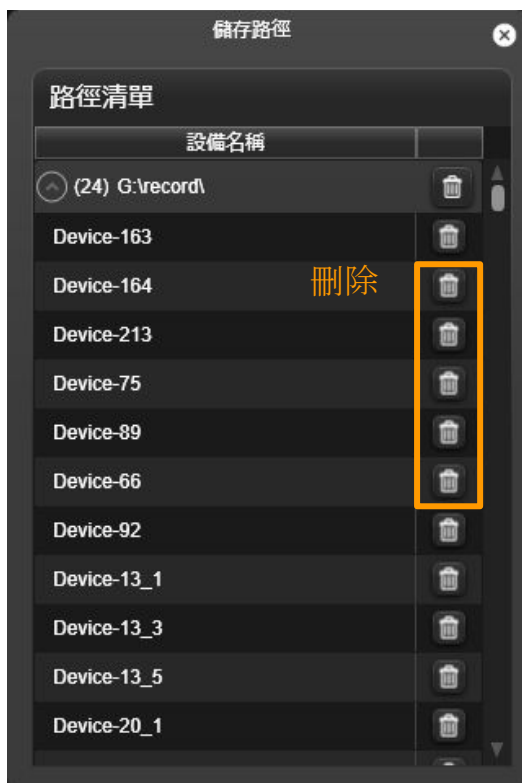 儲存路徑
路徑清單
設備名稱
(24) G:\record\
Device-163
Device-164 刪除
Device-213
Device-75
Device-89
Device-66
Device-92
Device-13_1
Device-13_3
Device-13_5
Device-20_1